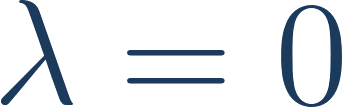 λ = 0